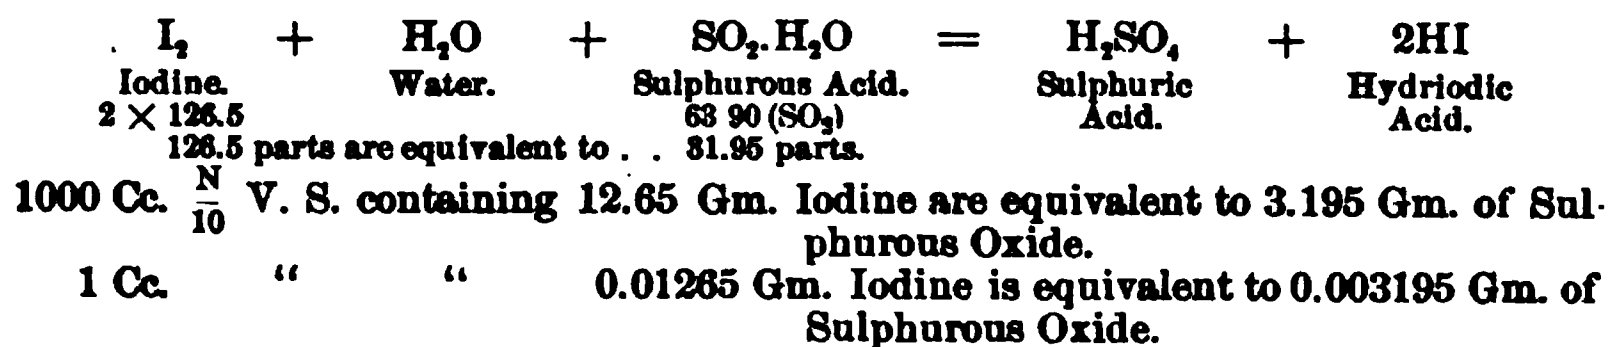 I₂ + H₂O + SO₂.H₂O = H₂SO₄ + 2HI
Iodine. Water. Sulphurous Acid. Sulphuric Hydriodic
Acid. Acid.
2 × 126.5 63 90 (SO₂)
126.5 parts are equivalent to . . 31.95 parts.
1000 Cc. N/10 V. S. containing 12.65 Gm. Iodine are equivalent to 3.195 Gm. of Sul-
phurous Oxide.
1 Cc. “ “ 0.01265 Gm. Iodine is equivalent to 0.003195 Gm. of
Sulphurous Oxide.